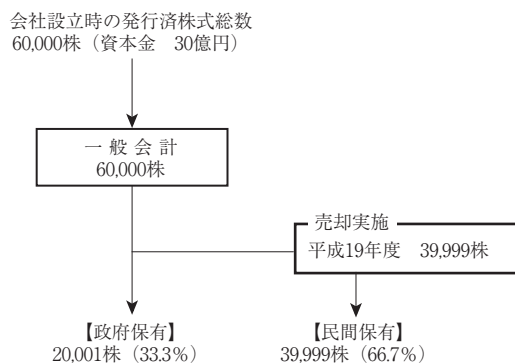 会社設立時の発行済株式総数
60,000株（資本金　30億円）
一 般 会 計
60,000株
売却実施
平成19年度　39,999株
【政府保有】
20,001株（33.3％）
【民間保有】
39,999株（66.7％）